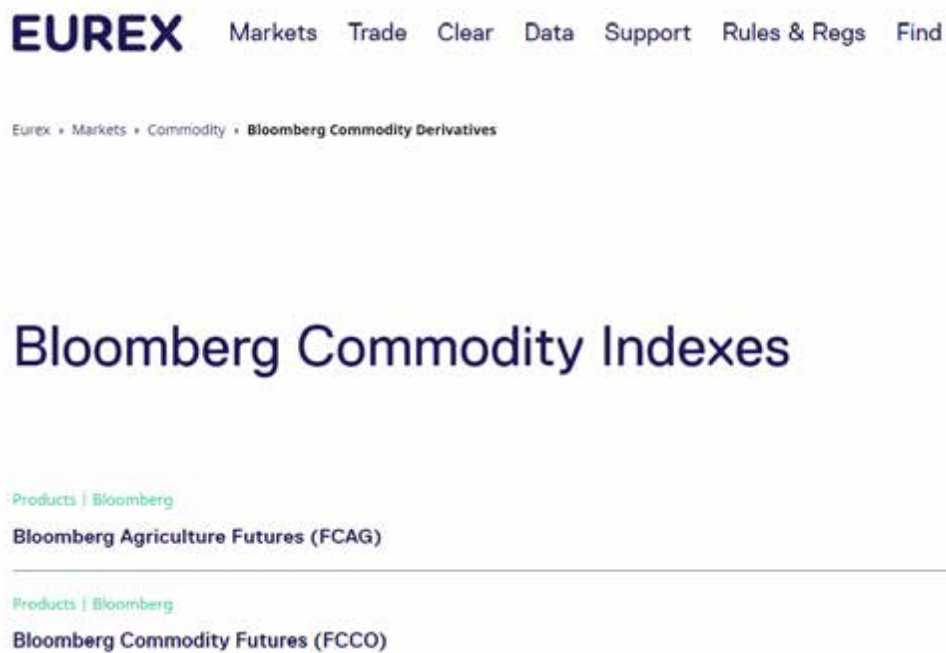 EUREX Markets Trade Clear Data Support Rules & Regs Find
Eurex Markets Commodity Bloomberg Commodity Derivatives
Bloomberg Commodity Indexes
Products | Bloomberg
Bloomberg Agriculture Futures (FCAG)
Products | Bloomberg
Bloomberg Commodity Futures (FCCO)